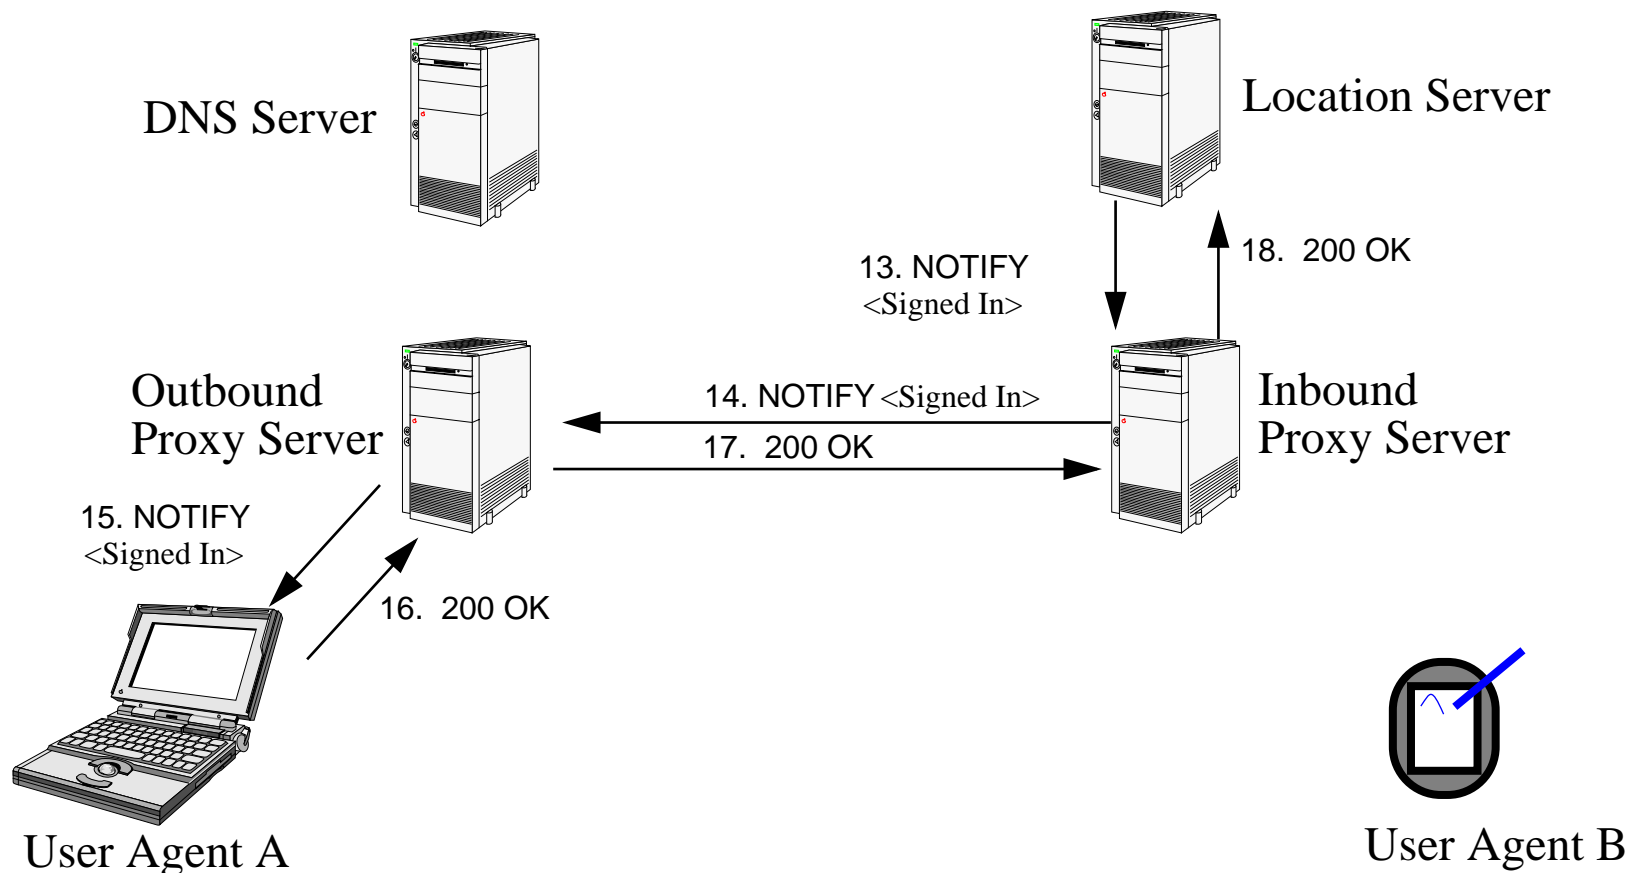 DNS Server
Location Server
13. NOTIFY
<Signed In>
18.  200 OK
Outbound
Proxy Server
14. NOTIFY <Signed In>
17.  200 OK
Inbound
Proxy Server
15. NOTIFY
<Signed In>
16.  200 OK
User Agent A
User Agent B